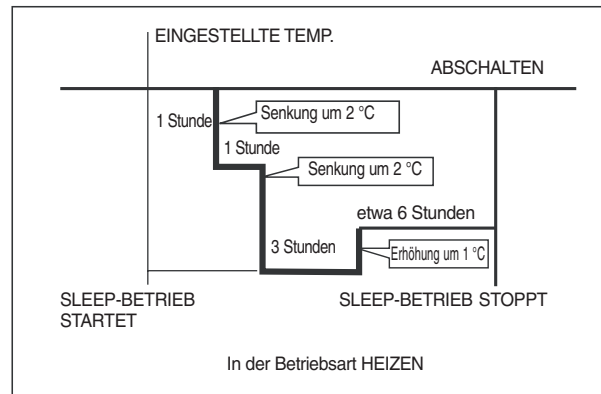 EINGESTELLTE TEMP.
ABSCHALTEN
1 Stunde
Senkung um 2 °C
1 Stunde
Senkung um 2 °C
etwa 6 Stunden
3 Stunden
Erhöhung um 1 °C
SLEEP-BETRIEB
STARTET
SLEEP-BETRIEB STOPPT
In der Betriebsart HEIZEN